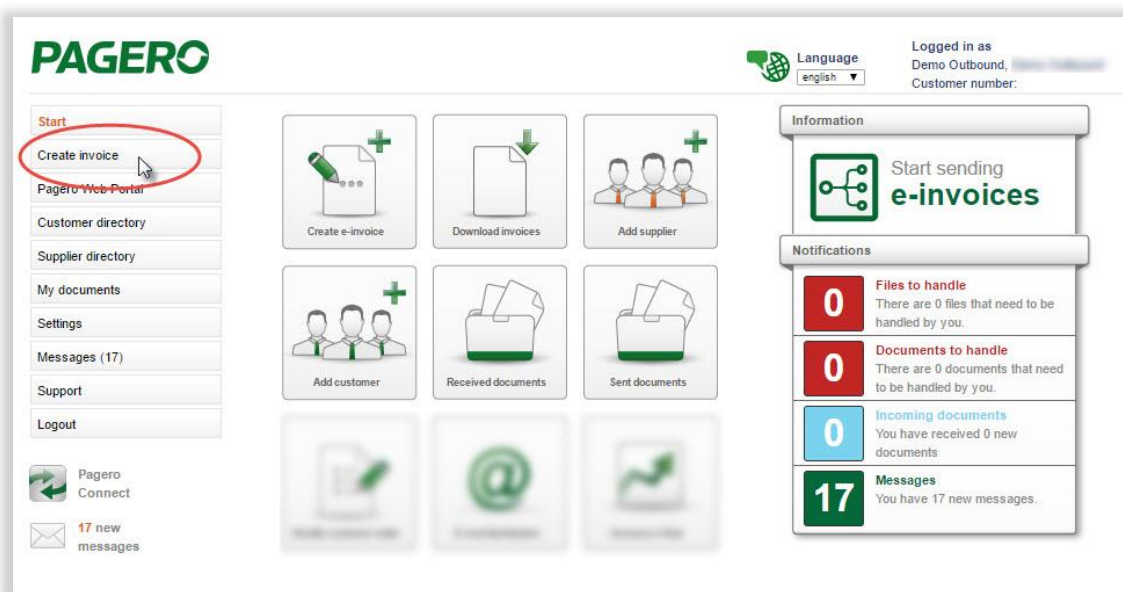 PAGERO
Language
english
Logged in as
Demo Outbound,
Customer number:
Start
Create invoice
Pagero Web Portal
Customer directory
Supplier directory
My documents
Settings
Messages (17)
Support
Logout
Pagero
Connect
17 new
messages
Create e-invoice
Download invoices
Add supplier
Add customer
Received documents
Sent documents
Information
Start sending
e-invoices
Notifications
0
Files to handle
There are 0 files that need to be
handled by you.
0
Documents to handle
There are 0 documents that need
to be handled by you.
0
Incoming documents
You have received 0 new
documents
17
Messages
You have 17 new messages.